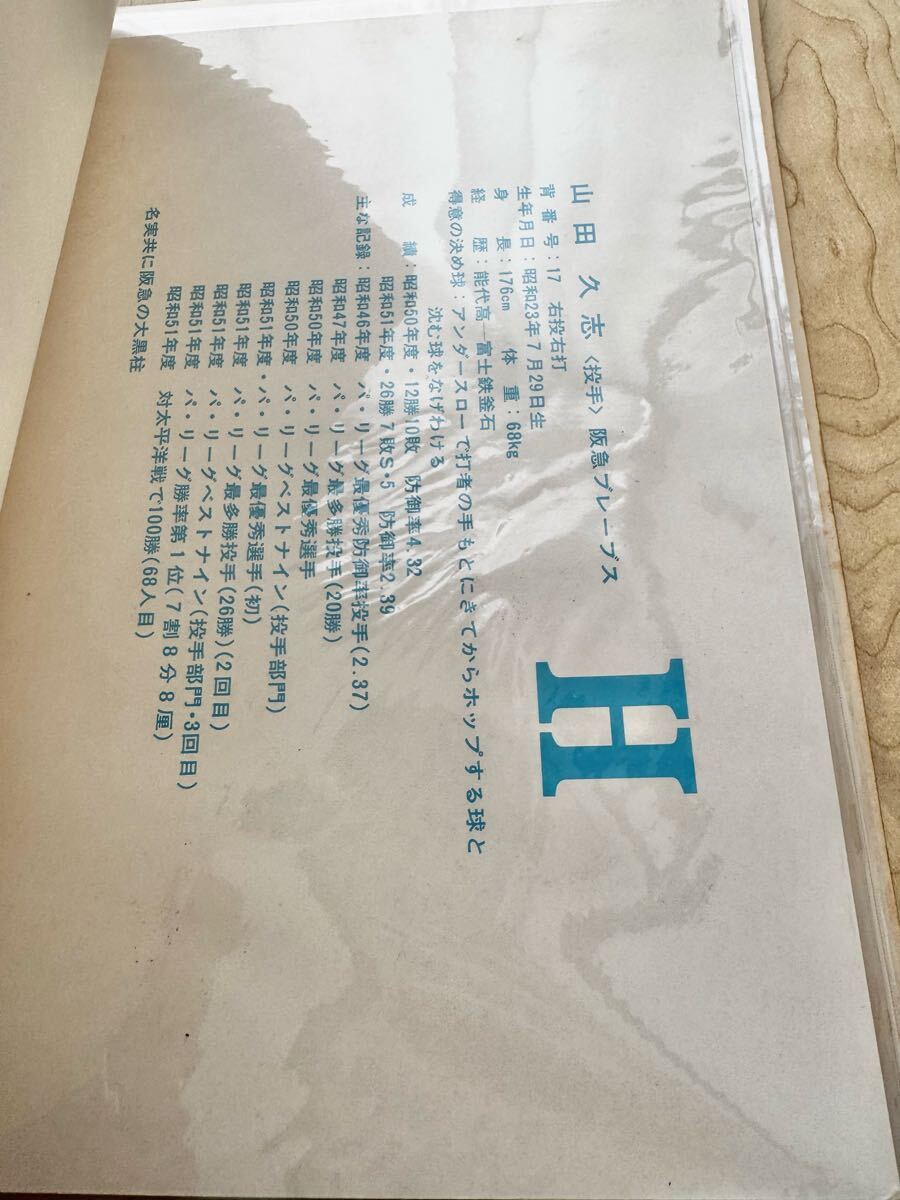 H
山田 久志〈投手〉阪急ブレーブス
背番号:17 右投右打
生年月日:昭和23年7月29日生
身長:176cm 体重:68kg
経歴:能代高―富士鉄釜石
得意の決め球:アンダースローで打者の手もとにきてからホップする球と
沈む球をなげわける
成績:昭和50年度・12勝10敗 防御率4.32
昭和51年度・26勝7敗S・5 防御率2.39
主な記録:昭和46年度 パ・リーグ最優秀防御率投手(2.37)
昭和47年度 パ・リーグ最多勝投手(20勝)
昭和50年度 パ・リーグ最優秀選手
昭和50年度 パ・リーグベストナイン(投手部門)
昭和51年度・パ・リーグ最優秀選手(初)
昭和51年度 パ・リーグ最多勝投手(26勝)(2回目)
昭和51年度 パ・リーグベストナイン(投手部門・3回目)
昭和51年度 パ・リーグ勝率第1位(7割8分8厘)
昭和51年度 対太平洋戦で100勝(68人目)
名実共に阪急の大黒柱